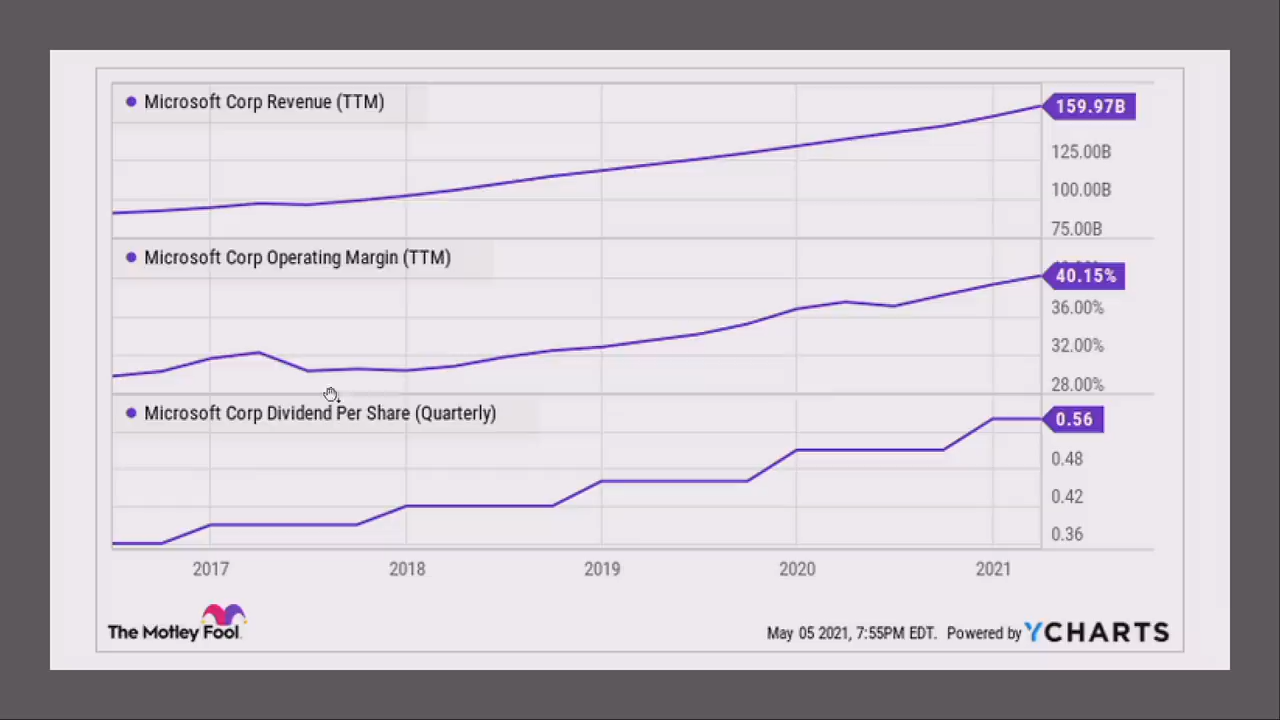 Microsoft Corp Revenue (TTM)
159.97B
125.00B
100.00B
75.00B
Microsoft Corp Operating Margin (TTM)
40.15%
36.00%
32.00%
28.00%
Microsoft Corp Dividend Per Share (Quarterly)
0.56
0.48
0.42
0.36
2017 2018 2019 2020 2021
The Motley Fool.
May 05 2021, 7:55PM EDT. Powered by YCHARTS